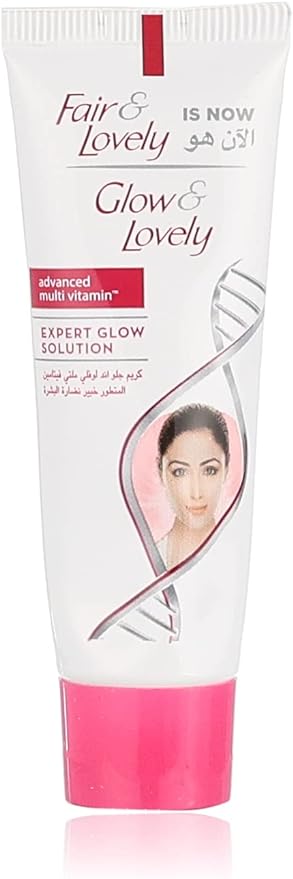 Fair &
Lovely
IS NOW
الآن هو
Glow &
Lovely
advanced
multi vitamin™
EXPERT GLOW
SOLUTION
كريم جلو اند لوفلي ملتي فيتامين
المتطور خبير نضارة البشرة